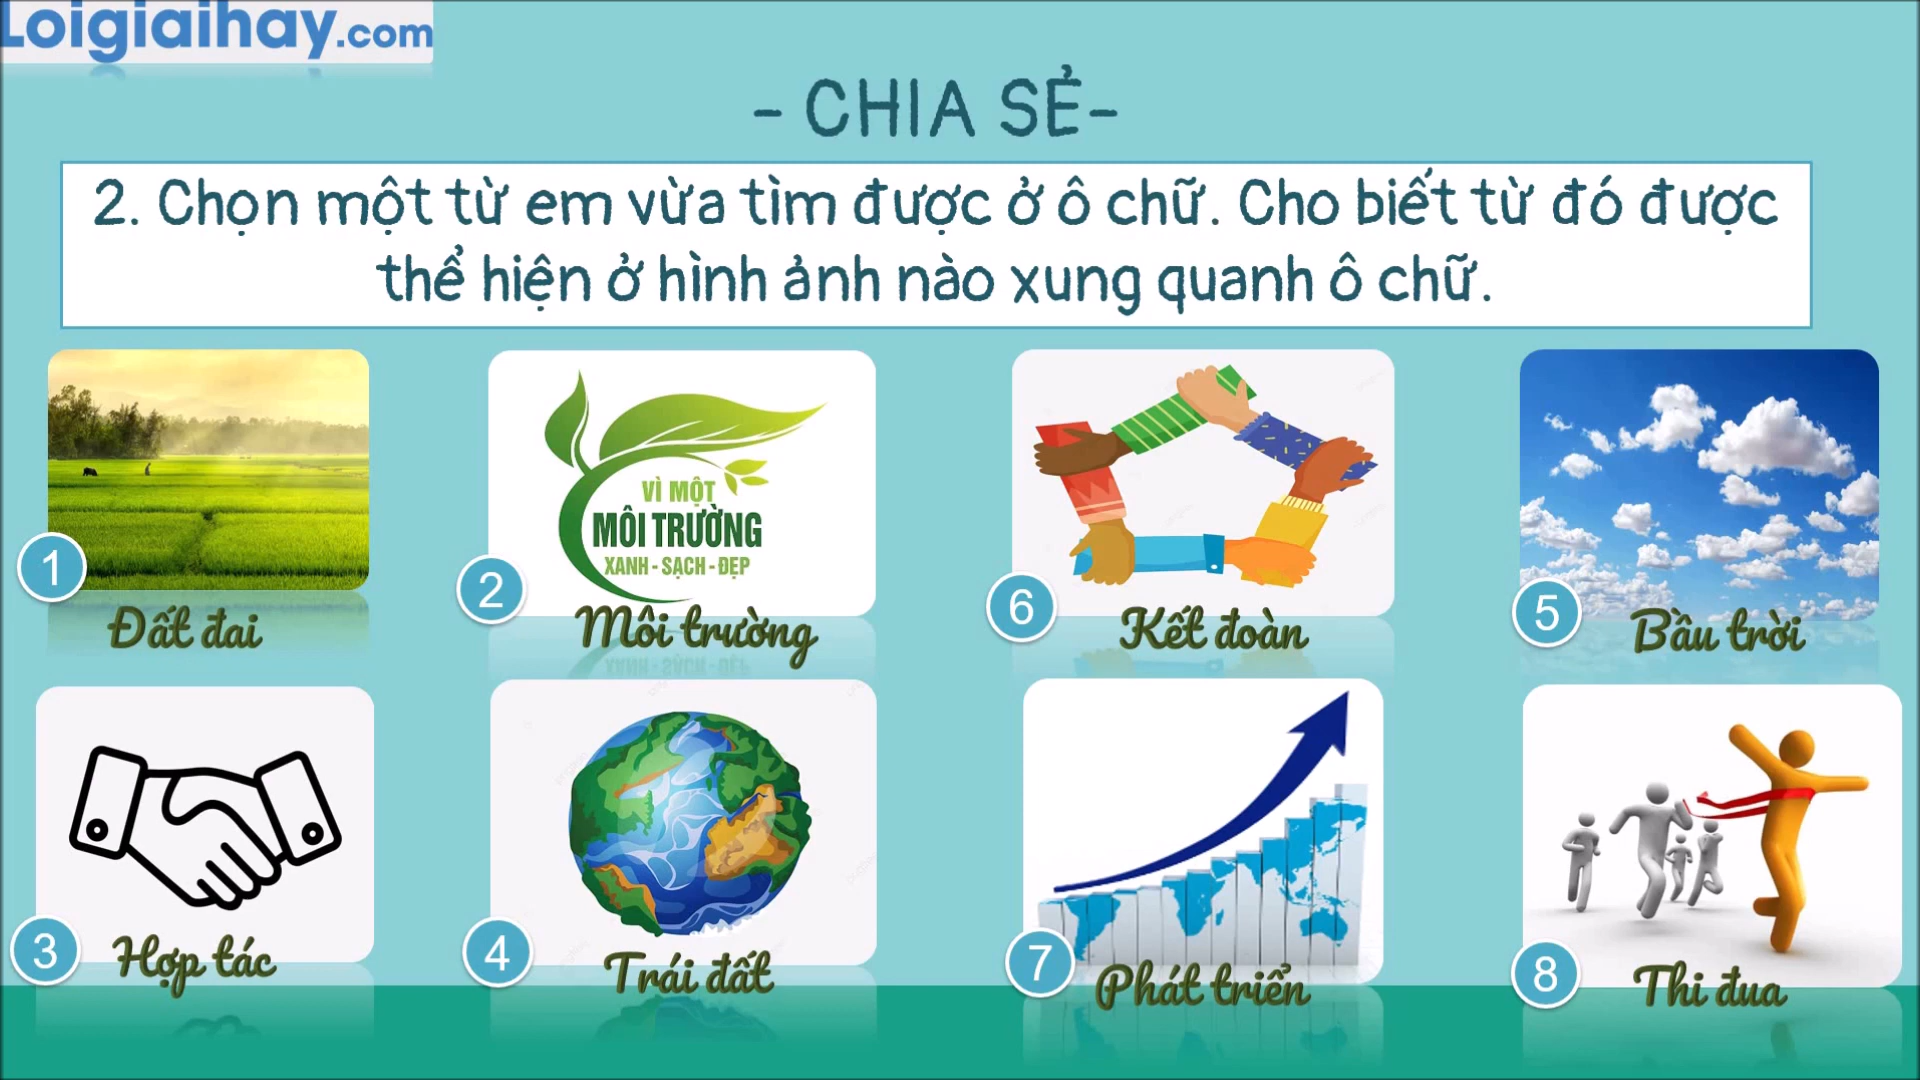 Loigiaihay.com
- CHIA SẺ-
2. Chọn một từ em vừa tìm được ở ô chữ. Cho biết từ đó được
thể hiện ở hình ảnh nào xung quanh ô chữ.
1
Đất đai
VÌ MỘT
MÔI TRƯỜNG
XANH - SẠCH - ĐẸP
2
Môi trường
6
Kết đoàn
5
Bầu trời
3
Hợp tác
4
Trái đất
7
Phát triển
8
Thi đua